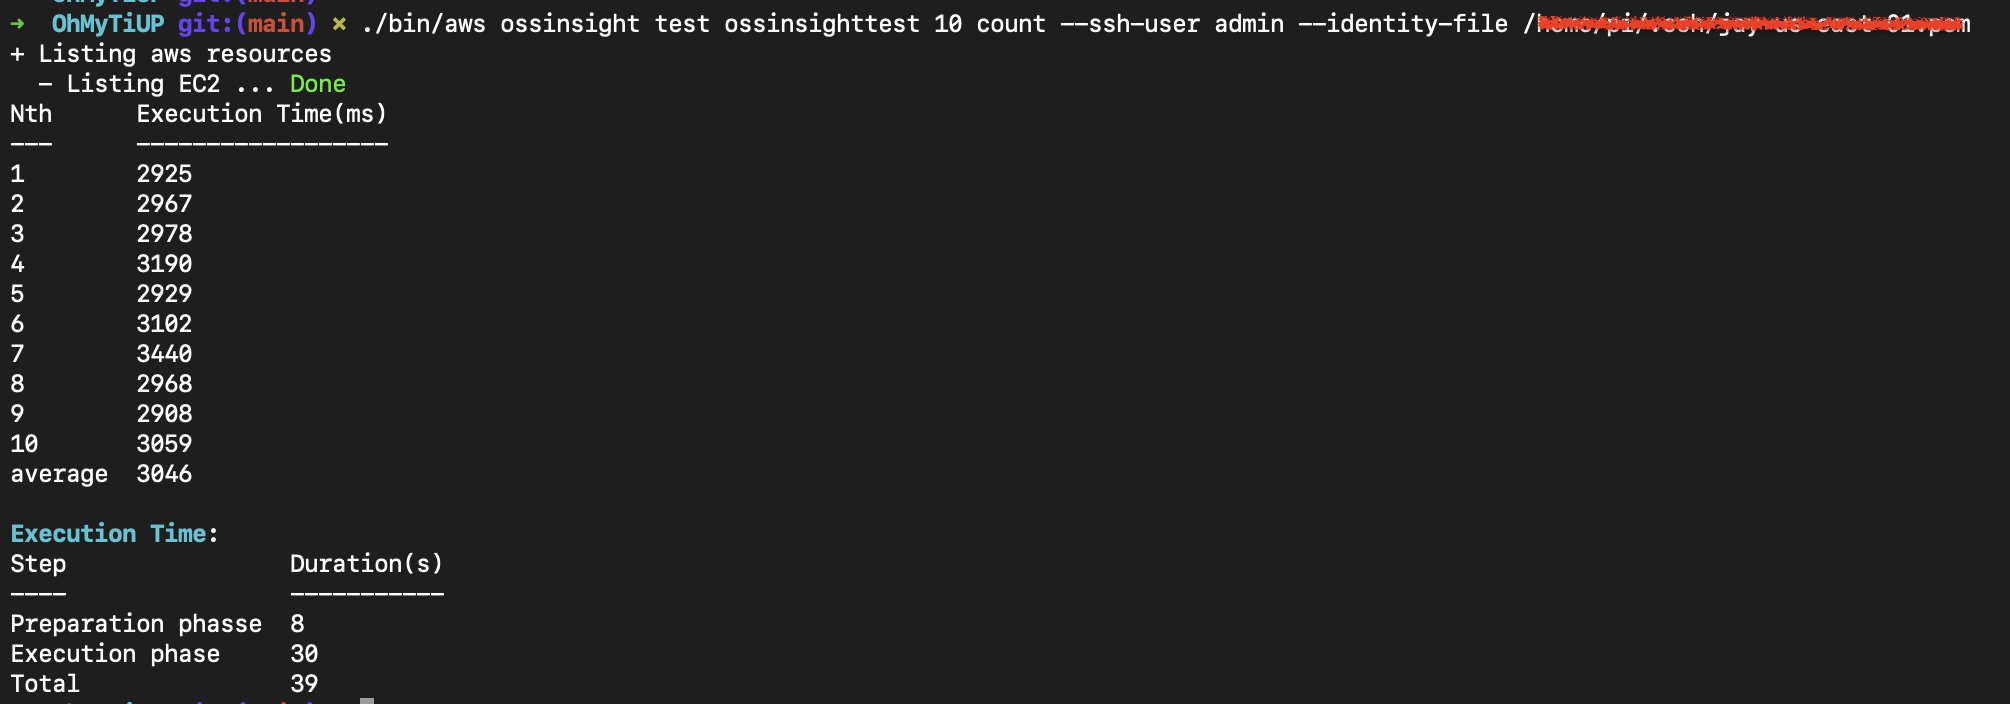 ➜  OhMyTiUP git:(main) ✗ ./bin/aws ossinsight test ossinsighttest 10 count --ssh-user admin --identity-file /
+ Listing aws resources
  - Listing EC2 ... Done
Nth      Execution Time(ms)
---      ------------------
1        2925
2        2967
3        2978
4        3190
5        2929
6        3102
7        3440
8        2968
9        2908
10       3059
average  3046
Execution Time:
Step                Duration(s)
----                -----------
Preparation phasse  8
Execution phase     30
Total               39